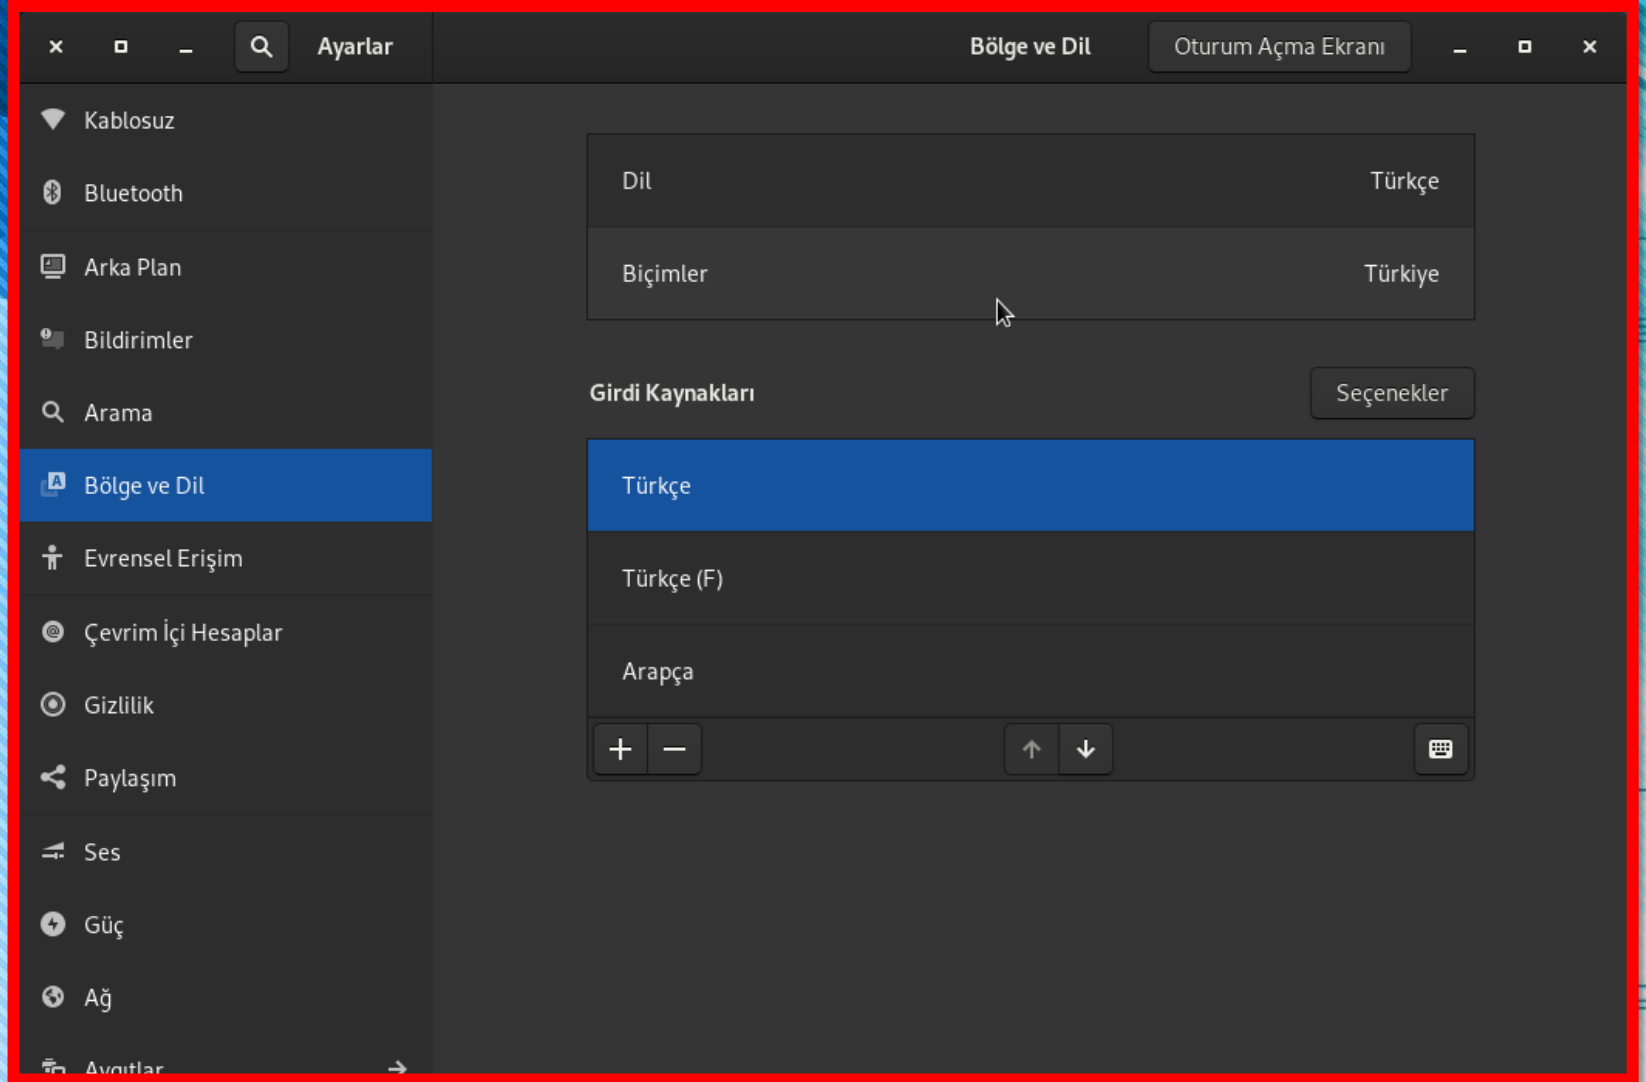 Ayarlar
Bölge ve Dil
Oturum Açma Ekranı
Kablosuz
Bluetooth
Arka Plan
Bildirimler
Arama
Bölge ve Dil
Evrensel Erişim
Çevrim İçi Hesaplar
Gizlilik
Paylaşım
Ses
Güç
Ağ
Aygıtlar
Dil Türkçe
Biçimler Türkiye
Girdi Kaynakları
Seçenekler
Türkçe
Türkçe (F)
Arapça